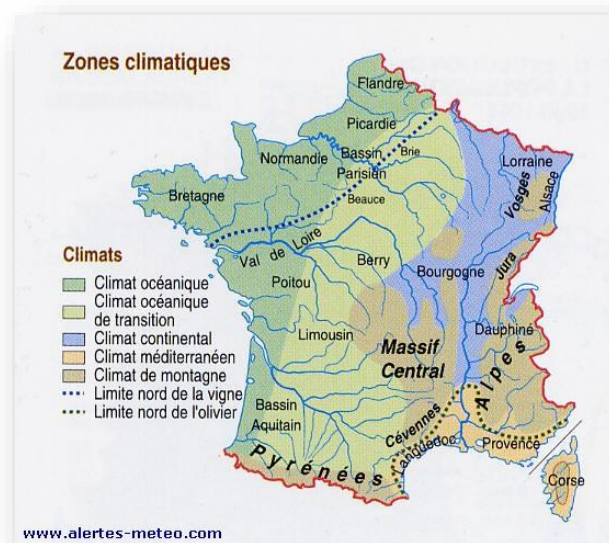 Zones climatiques
Flandre
Picardie
Normandie
Bassin
Parisien
Brie
Beauce
Bretagne
Lorraine
Vosges
Alsace
Val de Loire
Berry
Bourgogne
Jura
Poitou
Limousin
Massif
Central
Dauphiné
Alpes
Bassin
Aquitain
Cévennes
Languedoc
Provence
Pyrénées
Corse
Climats
Climat océanique
Climat océanique
de transition
Climat continental
Climat méditerranéen
Climat de montagne
Limite nord de la vigne
Limite nord de l'olivier
www.alertes-meteo.com